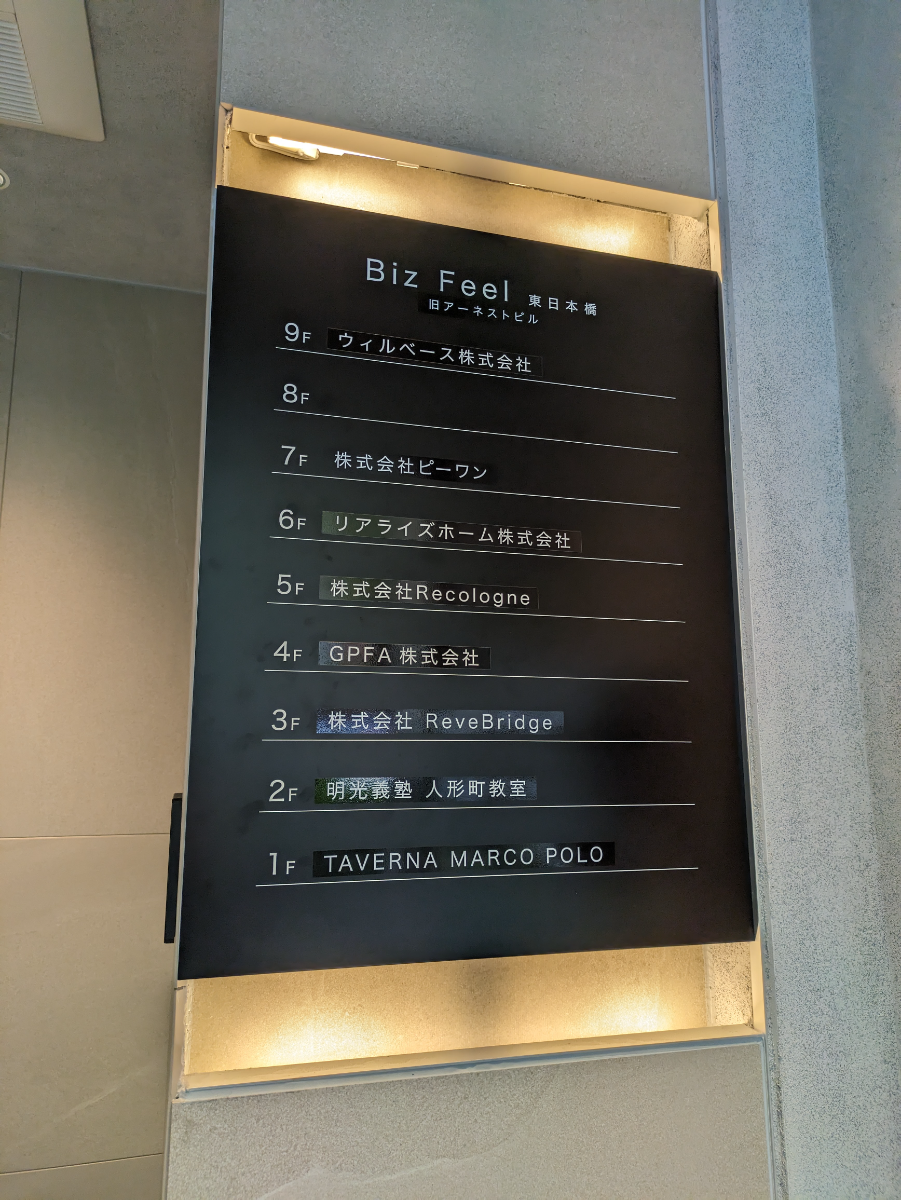 Biz Feel 東日本橋
旧アーネストビル
9F ウィルベース株式会社
8F
7F 株式会社ピーワン
6F リアライズホーム株式会社
5F 株式会社Recologne
4F GPFA 株式会社
3F 株式会社 ReveBridge
2F 明光義塾 人形町教室
1F TAVERNA MARCO POLO